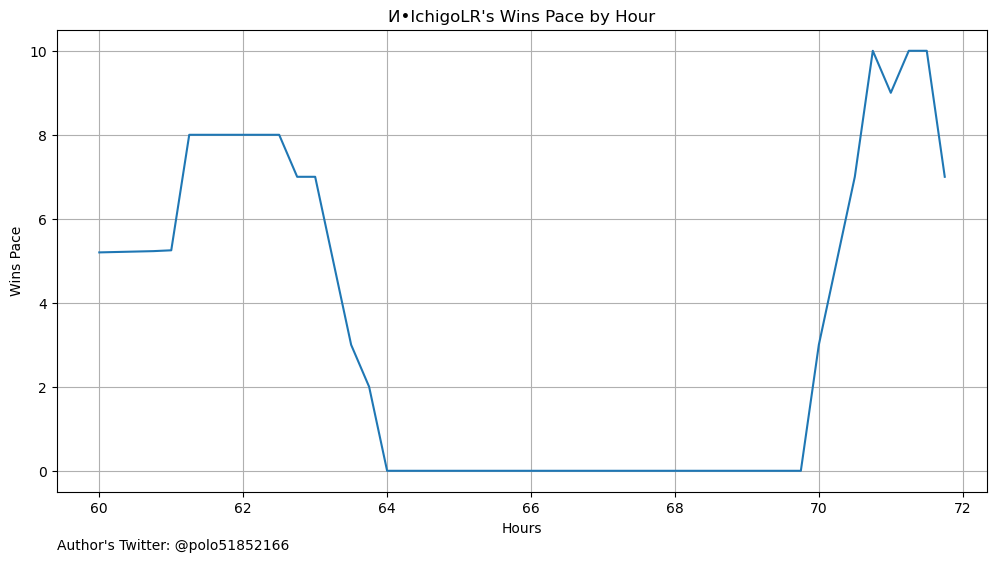 И•IchigoLR's Wins Pace by Hour
Wins Pace
10
8
6
4
2
0
60 62 64 66 68 70 72
Hours
Author's Twitter: @polo51852166